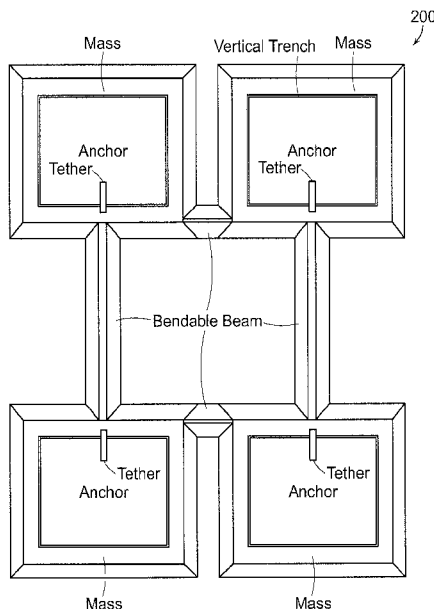 200
Mass
Vertical Trench
Mass
Anchor
Tether
Anchor
Tether
Bendable Beam
Tether
Anchor
Tether
Anchor
Mass
Mass